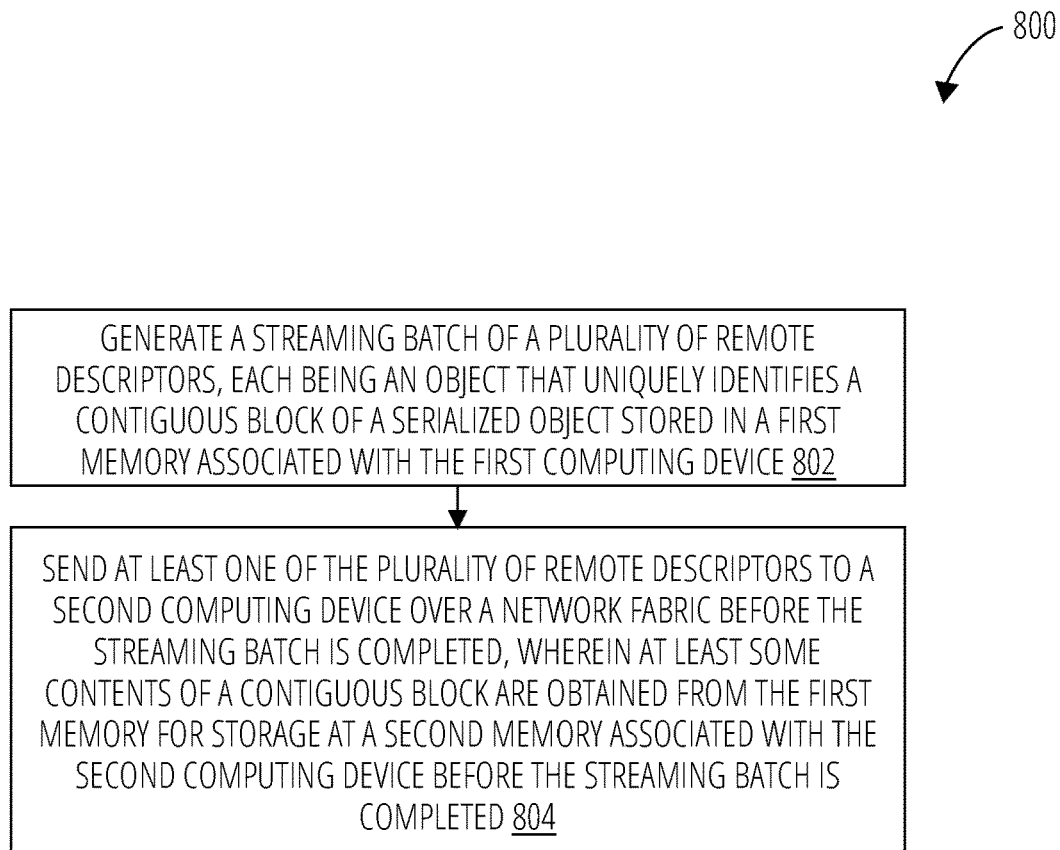 800
GENERATE A STREAMING BATCH OF A PLURALITY OF REMOTE
DESCRIPTORS, EACH BEING AN OBJECT THAT UNIQUELY IDENTIFIES A
CONTIGUOUS BLOCK OF A SERIALIZED OBJECT STORED IN A FIRST
MEMORY ASSOCIATED WITH THE FIRST COMPUTING DEVICE 802
SEND AT LEAST ONE OF THE PLURALITY OF REMOTE DESCRIPTORS TO A
SECOND COMPUTING DEVICE OVER A NETWORK FABRIC BEFORE THE
STREAMING BATCH IS COMPLETED, WHEREIN AT LEAST SOME
CONTENTS OF A CONTIGUOUS BLOCK ARE OBTAINED FROM THE FIRST
MEMORY FOR STORAGE AT A SECOND MEMORY ASSOCIATED WITH THE
SECOND COMPUTING DEVICE BEFORE THE STREAMING BATCH IS
COMPLETED 804